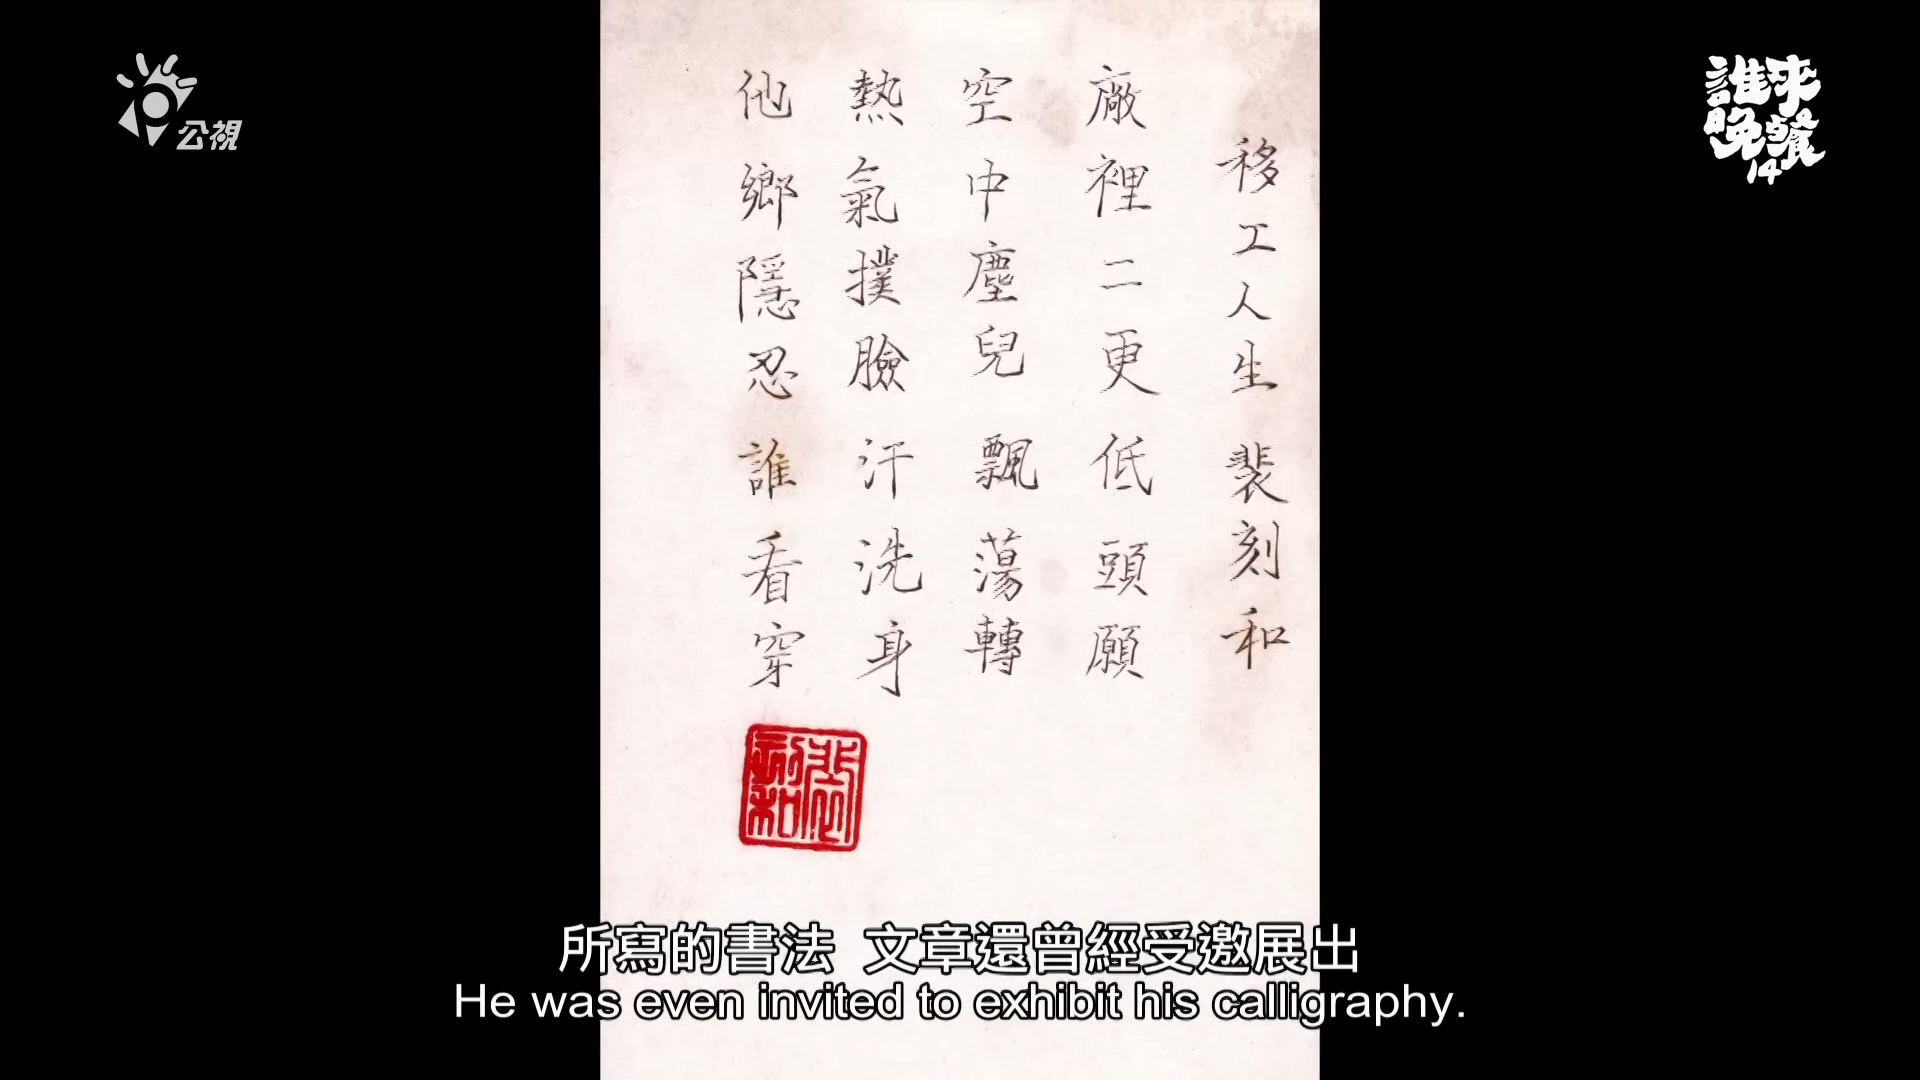 公視
誰來
晚餐
14
移工人生 裴刻和
廠裡二更低頭願
空中塵兒飄蕩轉
熱氣撲臉汗洗身
他鄉隱忍誰看穿
所寫的書法 文章還曾經受邀展出
He was even invited to exhibit his calligraphy.